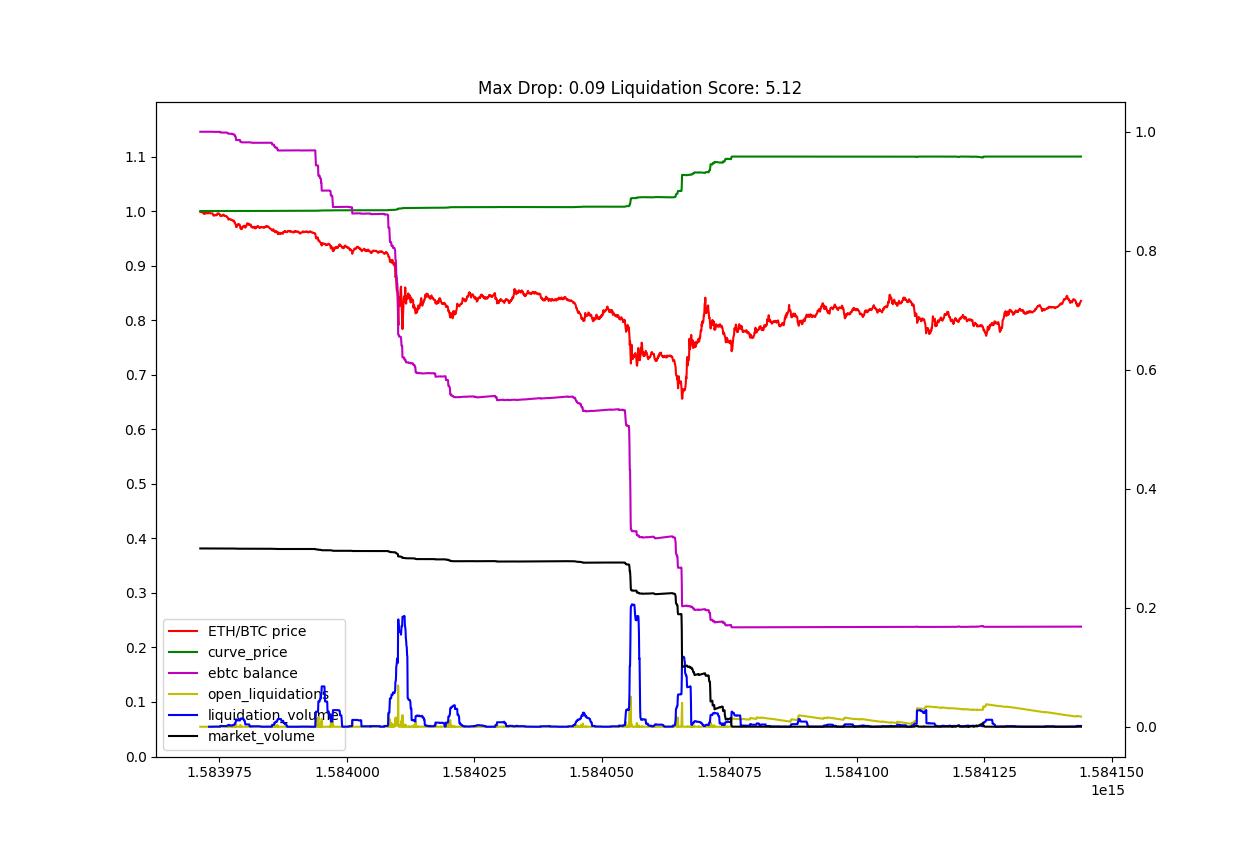 Max Drop: 0.09 Liquidation Score: 5.12
1.1
1.0
0.9
0.8
0.7
0.6
0.5
0.4
0.3
0.2
0.1
0.0
1.0
0.8
0.6
0.4
0.2
0.0
ETH/BTC price
curve_price
ebtc balance
open_liquidations
liquidation_volume
market_volume
1.583975 1.584000 1.584025 1.584050 1.584075 1.584100 1.584125 1.584150
1e15